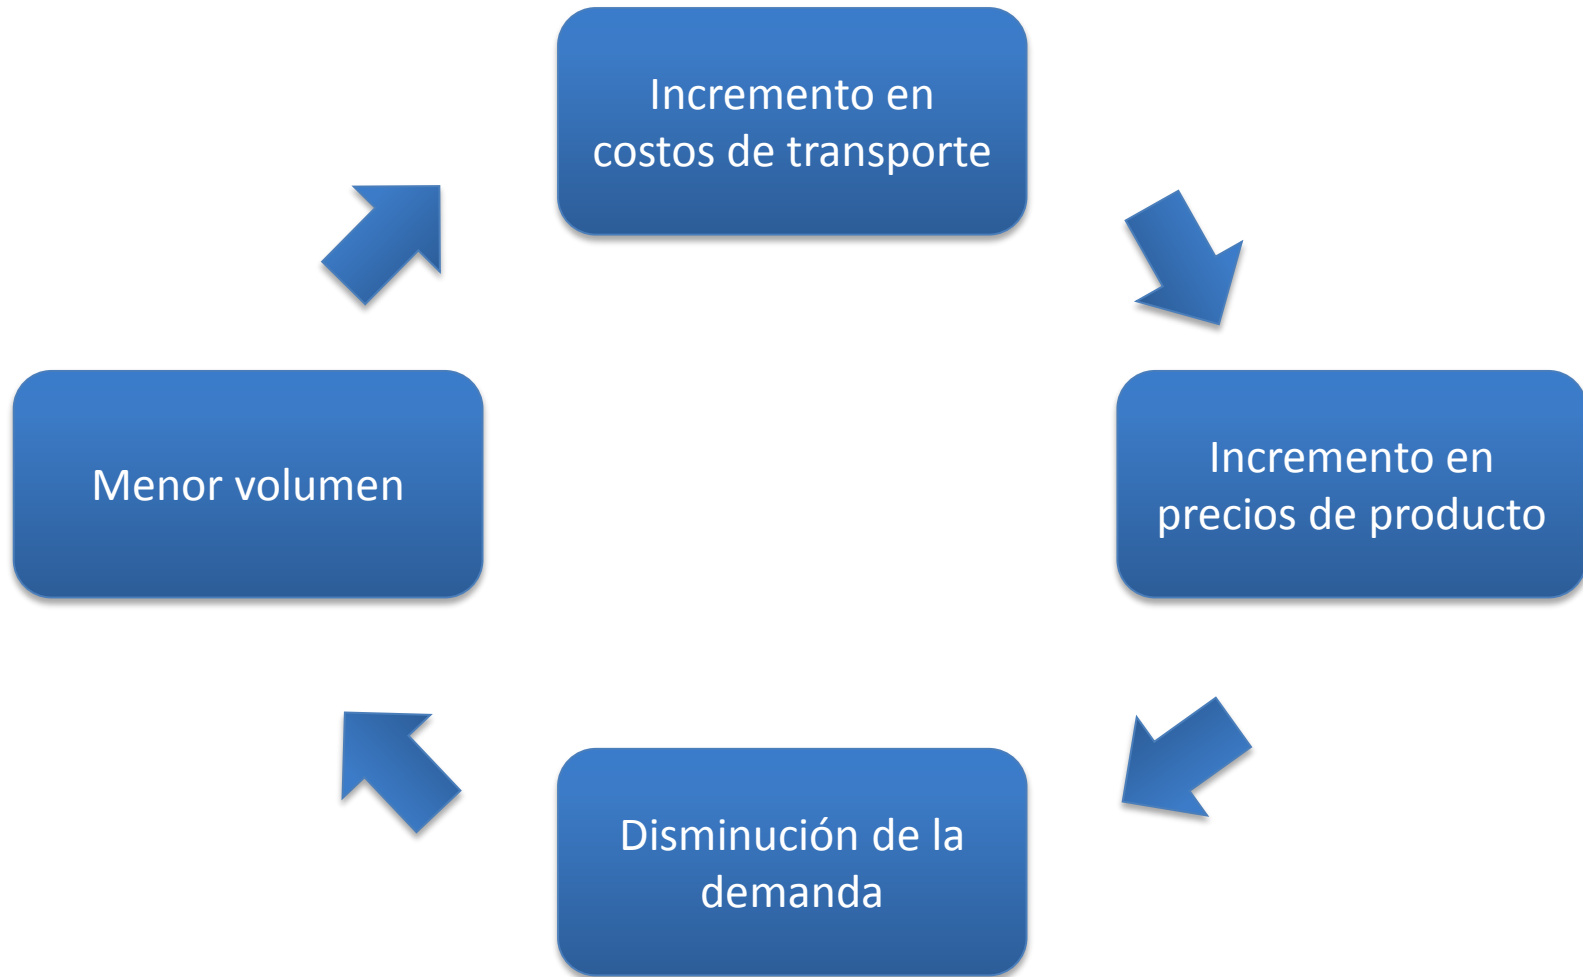 Incremento en
costos de transporte
Incremento en
precios de producto
Disminución de la
demanda
Menor volumen